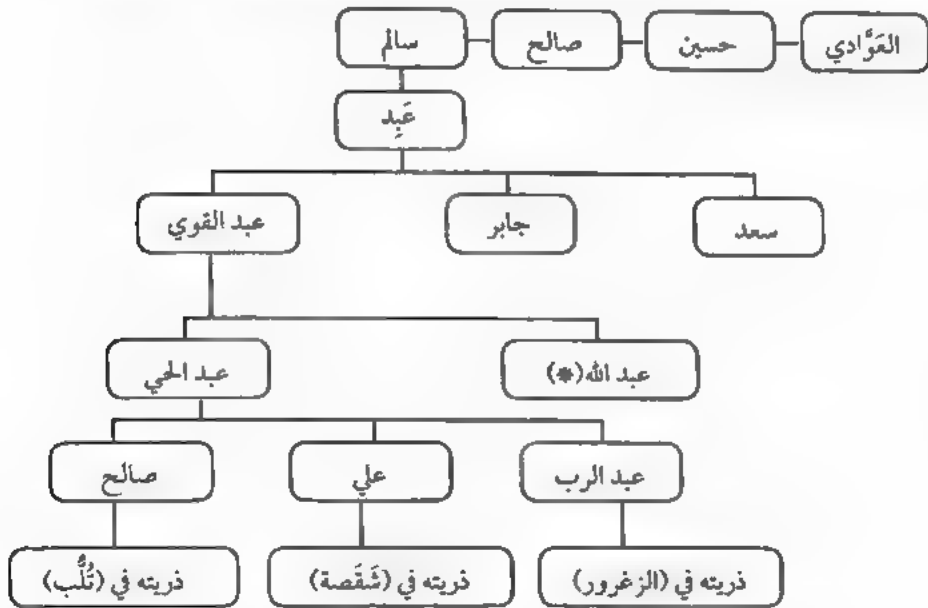 العَوَّادي
حسين
صالح
سالم
عَبِد
سعد
جابر
عبد القوي
عبد الله(*)
عبد الحي
عبد الرب
علي
صالح
ذريته في (الزغرور)
ذريته في (شَقَصة)
ذريته في (تُلُّب)